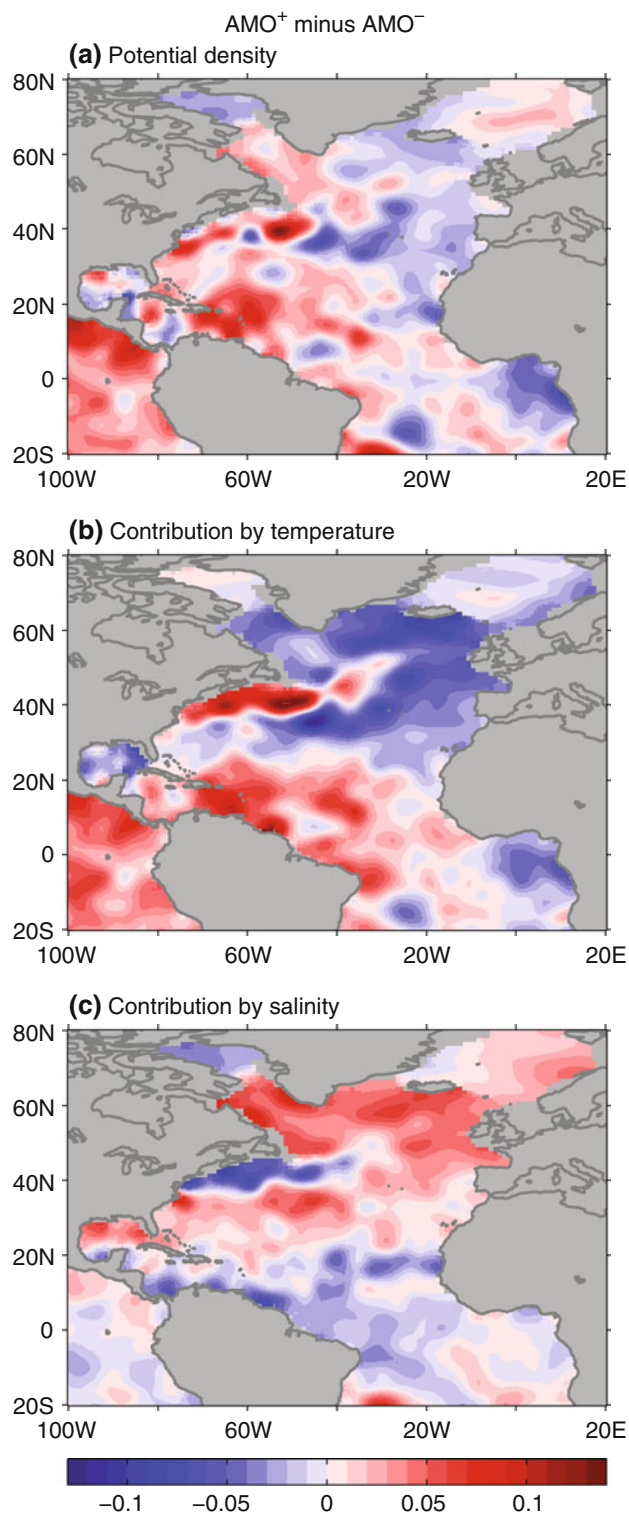 AMO⁺ minus AMO⁻
(a) Potential density
80N
60N
40N
20N
0
20S
100W 60W 20W 20E
(b) Contribution by temperature
80N
60N
40N
20N
0
20S
100W 60W 20W 20E
(c) Contribution by salinity
80N
60N
40N
20N
0
20S
100W 60W 20W 20E
−0.1 −0.05 0 0.05 0.1